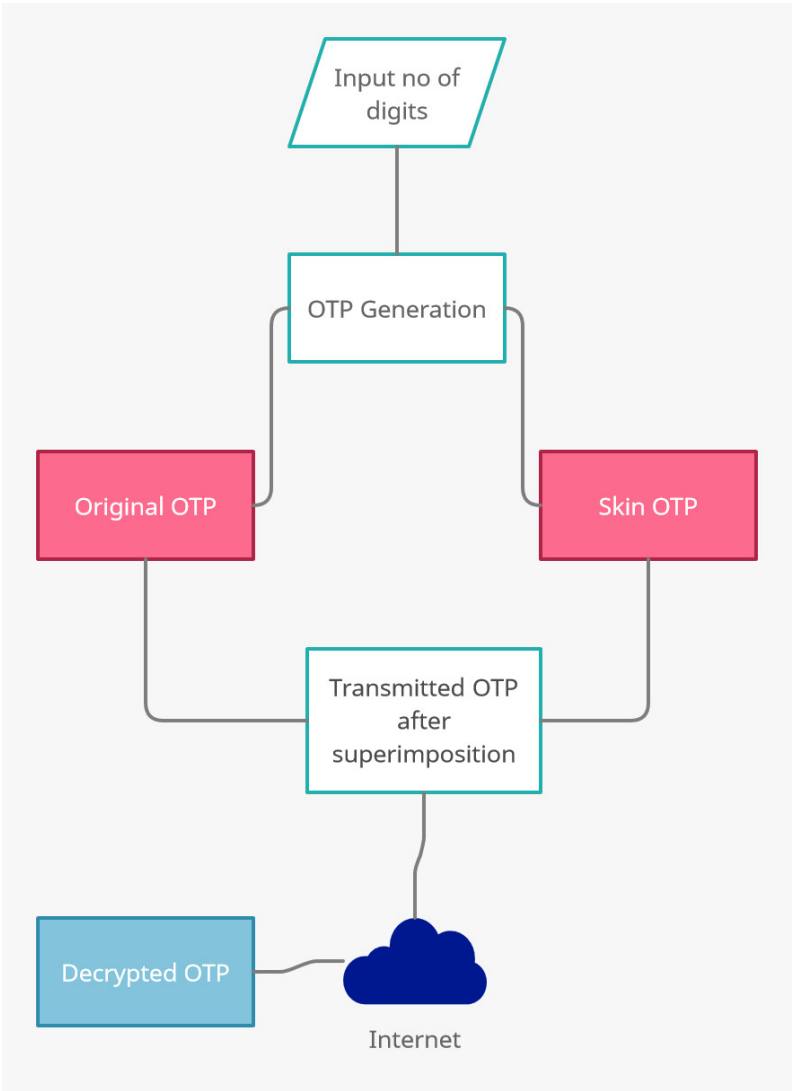 Input no of
digits
OTP Generation
Original OTP
Skin OTP
Transmitted OTP
after
superimposition
Decrypted OTP
Internet